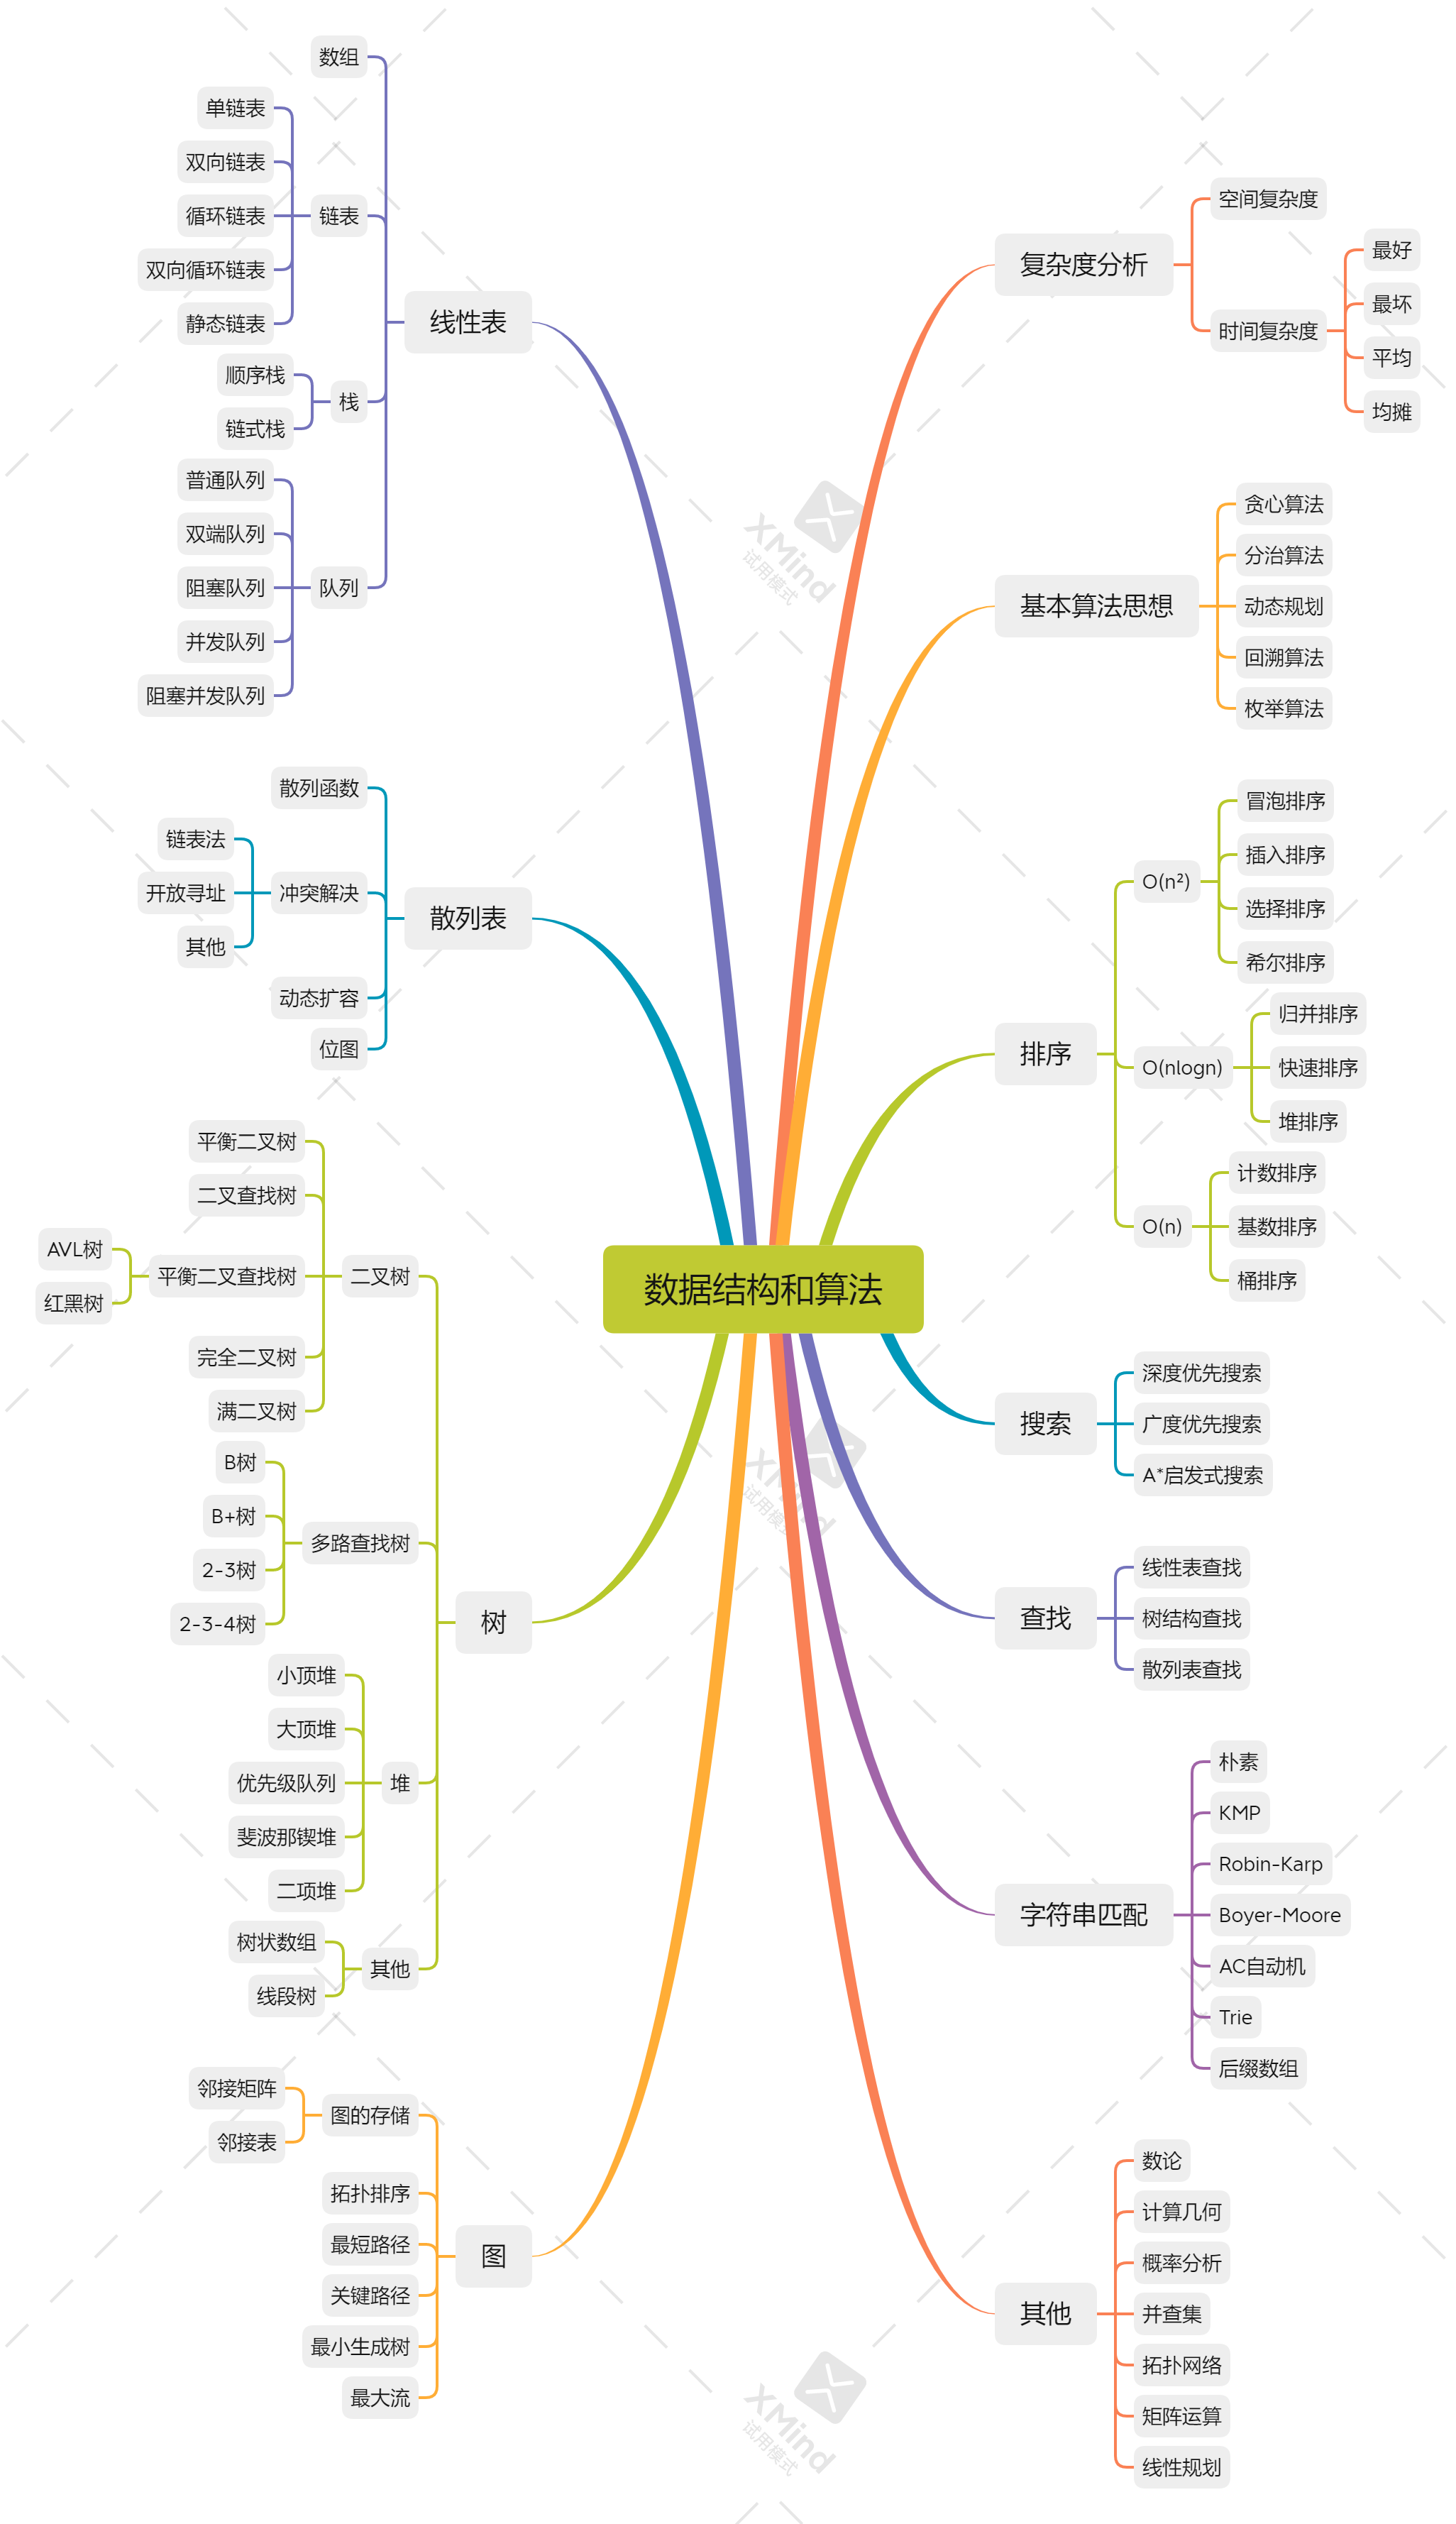 数据结构和算法
复杂度分析
空间复杂度
时间复杂度
最好
最坏
平均
均摊
基本算法思想
贪心算法
分治算法
动态规划
回溯算法
枚举算法
排序
O(n²)
冒泡排序
插入排序
选择排序
希尔排序
O(nlogn)
归并排序
快速排序
堆排序
O(n)
计数排序
基数排序
桶排序
搜索
深度优先搜索
广度优先搜索
A*启发式搜索
查找
线性表查找
树结构查找
散列表查找
字符串匹配
朴素
KMP
Robin-Karp
Boyer-Moore
AC自动机
Trie
后缀数组
其他
数论
计算几何
概率分析
并查集
拓扑网络
矩阵运算
线性规划
线性表
数组
链表
单链表
双向链表
循环链表
双向循环链表
静态链表
栈
顺序栈
链式栈
队列
普通队列
双端队列
阻塞队列
并发队列
阻塞并发队列
散列表
散列函数
冲突解决
链表法
开放寻址
其他
动态扩容
位图
树
二叉树
平衡二叉树
二叉查找树
平衡二叉查找树
AVL树
红黑树
完全二叉树
满二叉树
多路查找树
B树
B+树
2-3树
2-3-4树
堆
小顶堆
大顶堆
优先级队列
斐波那锲堆
二项堆
其他
树状数组
线段树
图
图的存储
邻接矩阵
邻接表
拓扑排序
最短路径
关键路径
最小生成树
最大流
XMind
试用模式
XMind
试用模式
XMind
试用模式